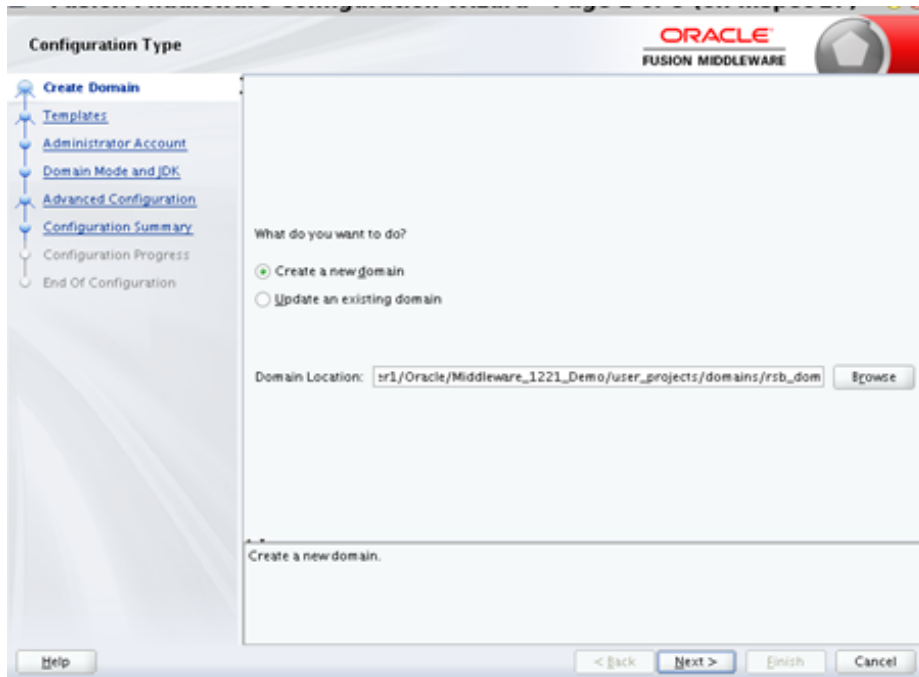 Configuration Type
ORACLE
FUSION MIDDLEWARE
Create Domain
Templates
Administrator Account
Domain Mode and JDK
Advanced Configuration
Configuration Summary
Configuration Progress
End Of Configuration
What do you want to do?
Create a new domain
Update an existing domain
Domain Location: er1/Oracle/Middleware_1221_Demo/user_projects/domains/rsb_dom Browse
Create a new domain.
Help < Back Next > Finish Cancel